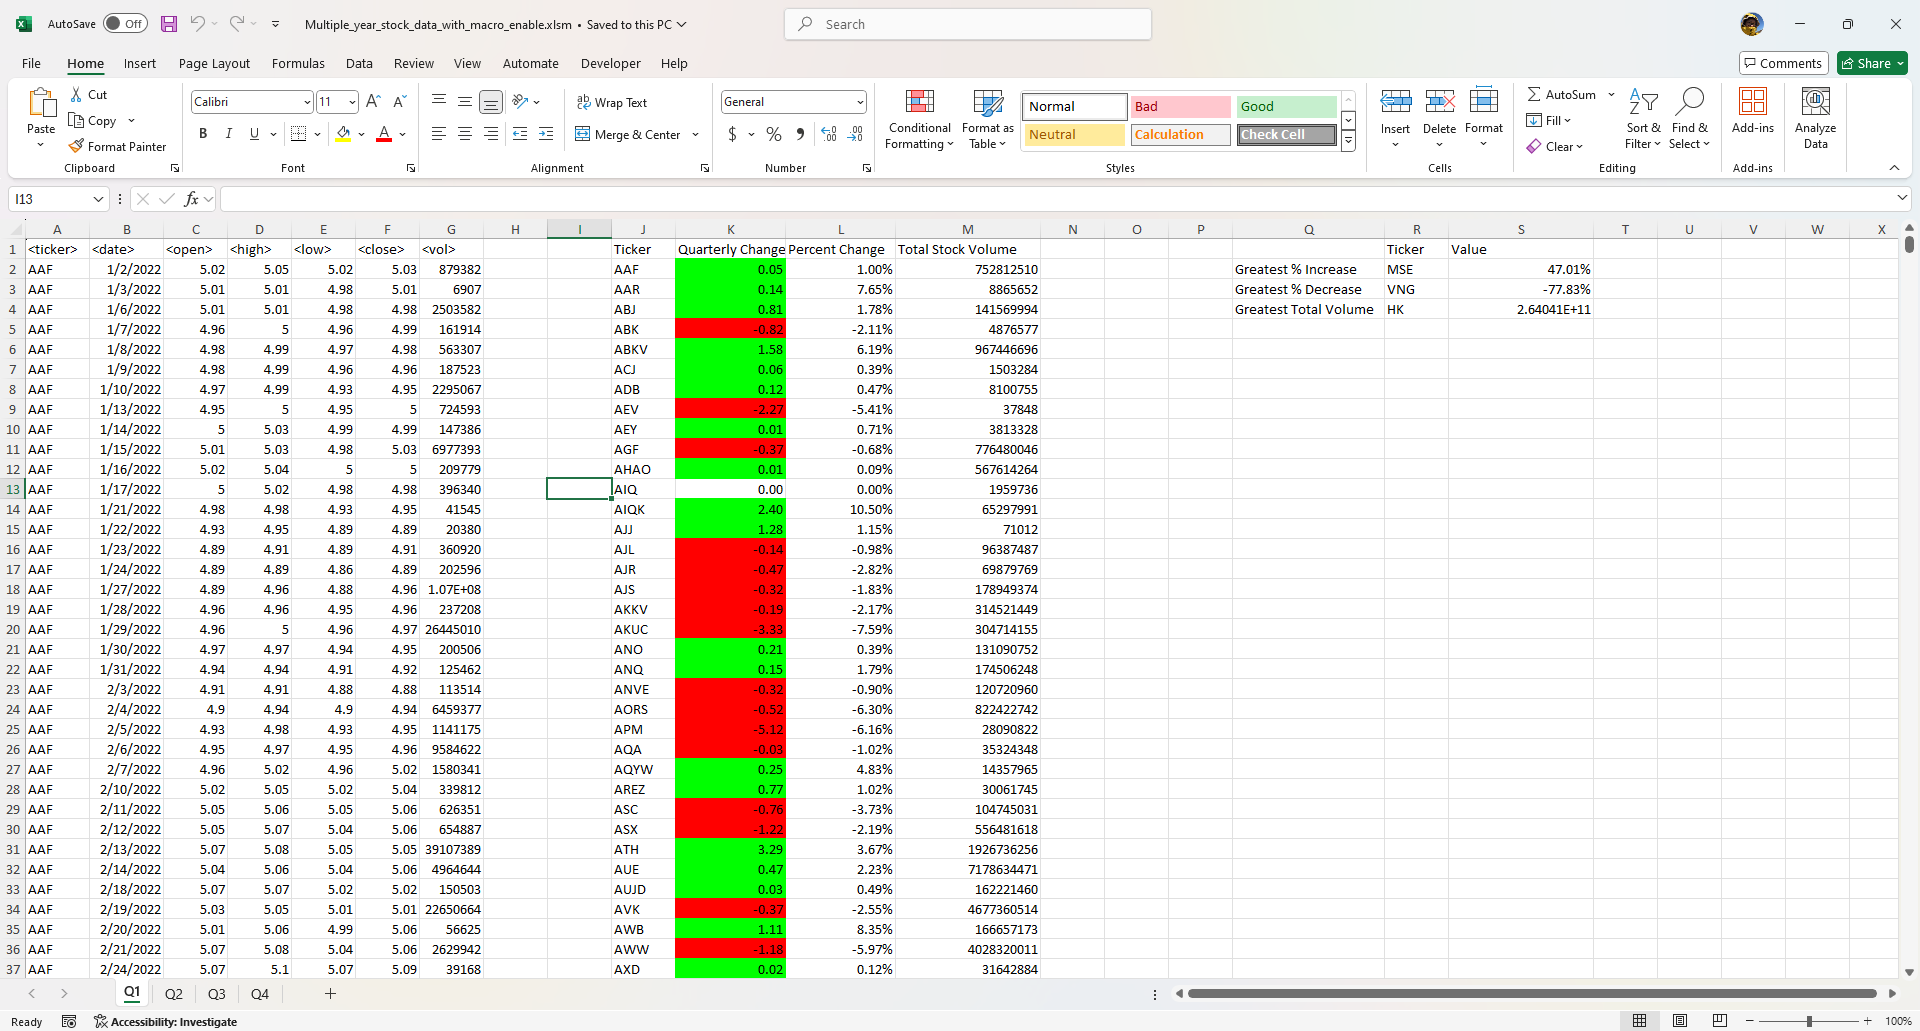 AutoSave Off Multiple_year_stock_data_with_macro_enable.xlsm • Saved to this PC Search
File Home Insert Page Layout Formulas Data Review View Automate Developer Help Comments Share
Paste Cut Copy Format Painter Clipboard
Calibri 11 A A B I U A Font
ab Wrap Text Merge & Center Alignment
General $ % 9 Number
Conditional Formatting Format as Table Normal Bad Good Neutral Calculation Check Cell Styles
Insert Delete Format Cells
AutoSum Fill Clear Sort & Filter Find & Select Editing
Add-ins Add-ins
Analyze Data
I13 fx
A B C D E F G H I J K L M N O P Q R S T U V W X
1 <ticker> <date> <open> <high> <low> <close> <vol> Ticker Quarterly Change Percent Change Total Stock Volume Ticker Value
2 AAF 1/2/2022 5.02 5.05 5.02 5.03 879382 AAF 0.05 1.00% 752812510 Greatest % Increase MSE 47.01%
3 AAF 1/3/2022 5.01 5.01 4.98 5.01 6907 AAR 0.14 7.65% 8865652 Greatest % Decrease VNG -77.83%
4 AAF 1/6/2022 5.01 5.01 4.98 4.98 2503582 ABJ 0.81 1.78% 141569994 Greatest Total Volume HK 2.64041E+11
5 AAF 1/7/2022 4.96 5 4.96 4.99 161914 ABK -0.82 -2.11% 4876577
6 AAF 1/8/2022 4.98 4.99 4.97 4.98 563307 ABKV 1.58 6.19% 967446696
7 AAF 1/9/2022 4.98 4.99 4.96 4.96 187523 ACJ 0.06 0.39% 1503284
8 AAF 1/10/2022 4.97 4.99 4.93 4.95 2295067 ADB 0.12 0.47% 8100755
9 AAF 1/13/2022 4.95 5 4.95 5 724593 AEV -2.27 -5.41% 37848
10 AAF 1/14/2022 5 5.03 4.99 4.99 147386 AEY 0.01 0.71% 3813328
11 AAF 1/15/2022 5.01 5.03 4.98 5.03 6977393 AGF -0.37 -0.68% 776480046
12 AAF 1/16/2022 5.02 5.04 5 5 209779 AHAO 0.01 0.09% 567614264
13 AAF 1/17/2022 5 5.02 4.98 4.98 396340 AIQ 0.00 0.00% 1959736
14 AAF 1/21/2022 4.98 4.98 4.93 4.95 41545 AIQK 2.40 10.50% 65297991
15 AAF 1/22/2022 4.93 4.95 4.89 4.89 20380 AJJ 1.28 1.15% 71012
16 AAF 1/23/2022 4.89 4.91 4.89 4.91 360920 AJL -0.14 -0.98% 96387487
17 AAF 1/24/2022 4.89 4.89 4.86 4.89 202596 AJR -0.47 -2.82% 69879769
18 AAF 1/27/2022 4.89 4.96 4.88 4.96 1.07E+08 AJS -0.32 -1.83% 178949374
19 AAF 1/28/2022 4.96 4.96 4.95 4.96 237208 AKKV -0.19 -2.17% 314521449
20 AAF 1/29/2022 4.96 5 4.96 4.97 26445010 AKUC -3.33 -7.59% 304714155
21 AAF 1/30/2022 4.97 4.97 4.94 4.95 200506 ANO 0.21 0.39% 131090752
22 AAF 1/31/2022 4.94 4.94 4.91 4.92 125462 ANQ 0.15 1.79% 174506248
23 AAF 2/3/2022 4.91 4.91 4.88 4.88 113514 ANVE -0.32 -0.90% 120720960
24 AAF 2/4/2022 4.9 4.94 4.9 4.94 6459377 AORS -0.52 -6.30% 822422742
25 AAF 2/5/2022 4.93 4.98 4.93 4.95 1141175 APM -5.12 -6.16% 28090822
26 AAF 2/6/2022 4.95 4.97 4.95 4.96 9584622 AQA -0.03 -1.02% 35324348
27 AAF 2/7/2022 4.96 5.02 4.96 5.02 1580341 AQYW 0.25 4.83% 14357965
28 AAF 2/10/2022 5.02 5.05 5.02 5.04 339812 AREZ 0.77 1.02% 30061745
29 AAF 2/11/2022 5.05 5.06 5.05 5.06 626351 ASC -0.76 -3.73% 104745031
30 AAF 2/12/2022 5.05 5.07 5.04 5.06 654887 ASX -1.22 -2.19% 556481618
31 AAF 2/13/2022 5.07 5.08 5.05 5.05 39107389 ATH 3.29 3.67% 1926736256
32 AAF 2/14/2022 5.04 5.06 5.04 5.06 4964644 AUE 0.47 2.23% 7178634471
33 AAF 2/18/2022 5.07 5.07 5.02 5.02 150503 AUJD 0.03 0.49% 162221460
34 AAF 2/19/2022 5.03 5.05 5.01 5.01 22650664 AVK -0.37 -2.55% 4677360514
35 AAF 2/20/2022 5.01 5.06 4.99 5.06 56625 AWB 1.11 8.35% 166657173
36 AAF 2/21/2022 5.07 5.08 5.04 5.06 2629942 AWW -1.18 -5.97% 4028320011
37 AAF 2/24/2022 5.07 5.1 5.07 5.09 39168 AXD 0.02 0.12% 31642884
Q1 Q2 Q3 Q4
Ready Accessibility: Investigate 100%